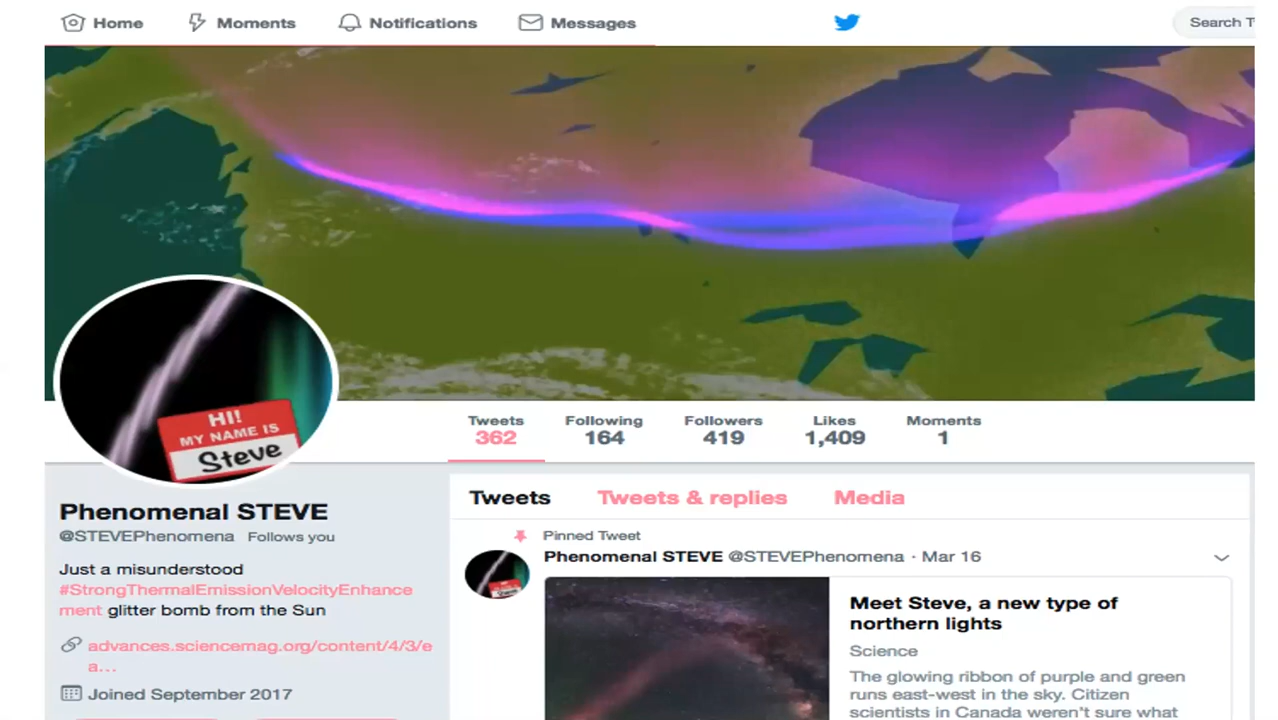 Home Moments Notifications Messages Search T
HI!
MY NAME IS
Steve
Tweets Following Followers Likes Moments
362 164 419 1,409 1
Phenomenal STEVE
@STEVEPhenomena Follows you
Just a misunderstood
#StrongThermalEmissionVelocityEnhance
ment glitter bomb from the Sun
advances.sciencemag.org/content/4/3/e
a…
Joined September 2017
Tweets Tweets & replies Media
Pinned Tweet
Phenomenal STEVE @STEVEPhenomena · Mar 16
Meet Steve, a new type of
northern lights
Science
The glowing ribbon of purple and green
runs east-west in the sky. Citizen
scientists in Canada weren't sure what